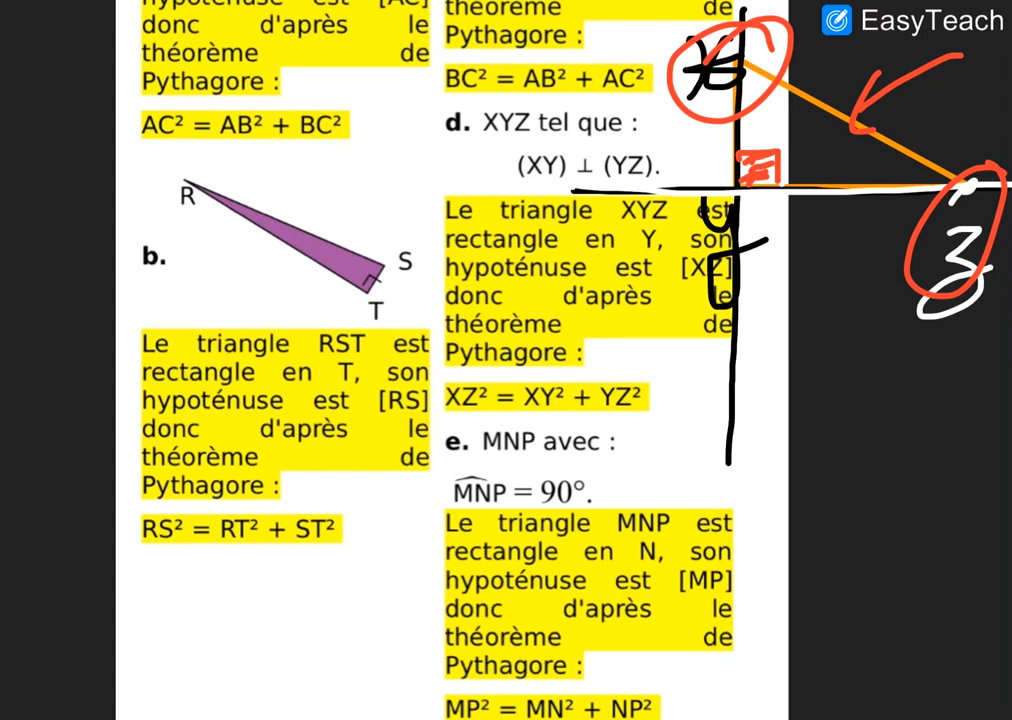 hypoténuse est [AC]
donc d'après le
théorème de
Pythagore :
AC² = AB² + BC²
b.
R
S
T
Le triangle RST est
rectangle en T, son
hypoténuse est [RS]
donc d'après le
théorème de
Pythagore :
RS² = RT² + ST²
théorème de
Pythagore :
BC² = AB² + AC²
d. XYZ tel que :
(XY) ⊥ (YZ).
Le triangle XYZ est
rectangle en Y, son
hypoténuse est [XZ]
donc d'après le
théorème de
Pythagore :
XZ² = XY² + YZ²
e. MNP avec :
MNP = 90°.
Le triangle MNP est
rectangle en N, son
hypoténuse est [MP]
donc d'après le
théorème de
Pythagore :
MP² = MN² + NP²
EasyTeach